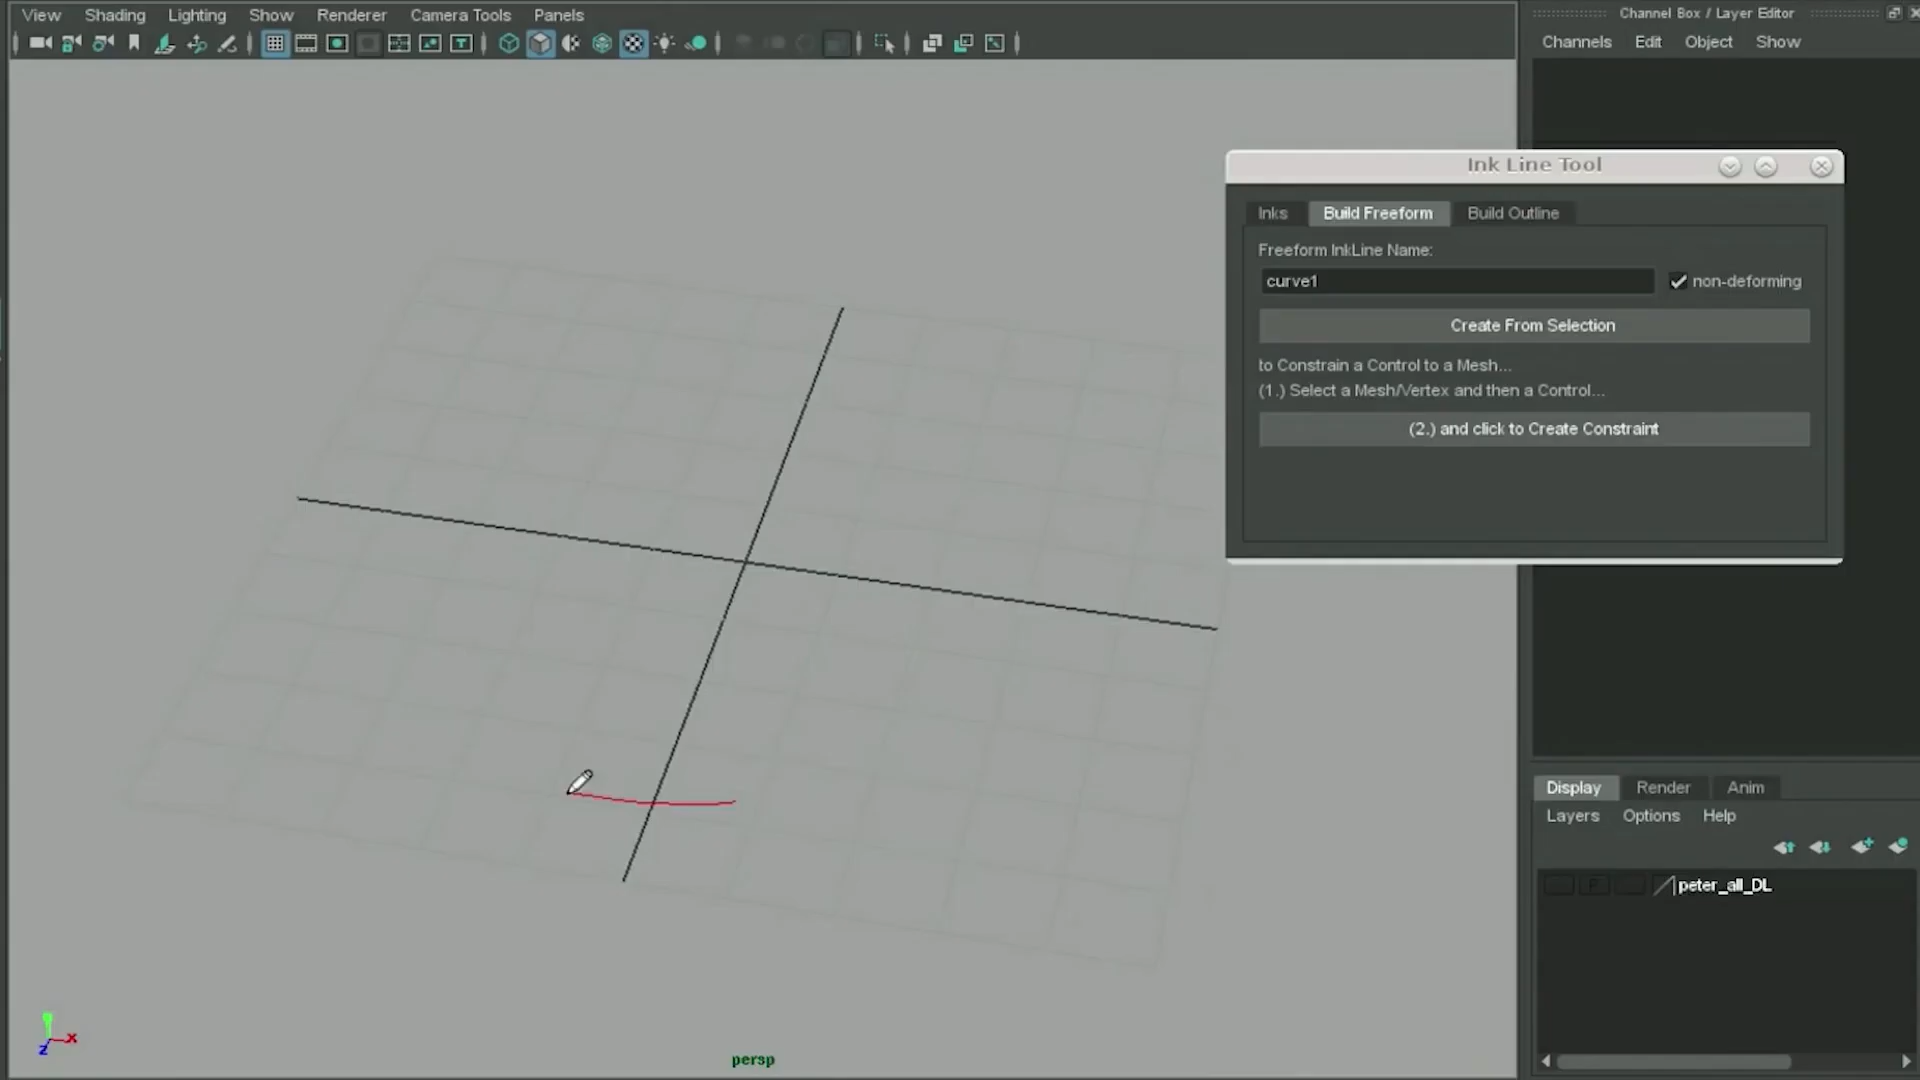 View Shading Lighting Show Renderer Camera Tools Panels
Channel Box / Layer Editor
Channels Edit Object Show
Ink Line Tool
Inks Build Freeform Build Outline
Freeform InkLine Name:
curve1 non-deforming
Create From Selection
to Constrain a Control to a Mesh...
(1.) Select a Mesh/Vertex and then a Control...
(2.) and click to Create Constraint
Display Render Anim
Layers Options Help
P peter_all_DL
y
x
z
persp